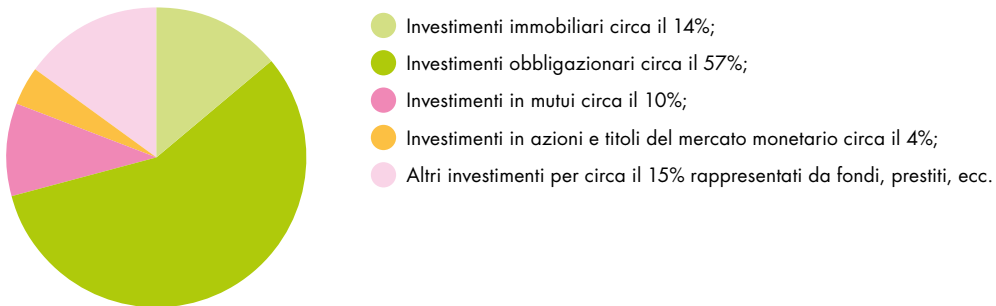 Investimenti immobiliari circa il 14%;
Investimenti obbligazionari circa il 57%;
Investimenti in mutui circa il 10%;
Investimenti in azioni e titoli del mercato monetario circa il 4%;
Altri investimenti per circa il 15% rappresentati da fondi, prestiti, ecc.